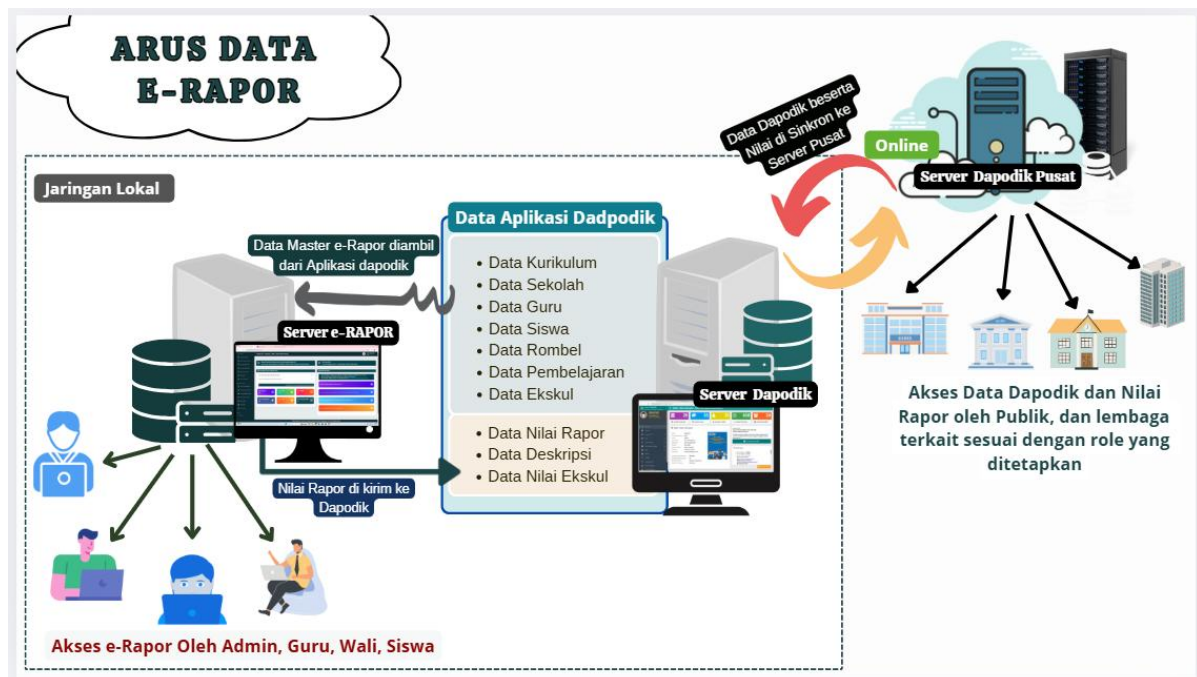 ARUS DATA
E-RAPOR
Data Dapodik beserta
Nilai di Sinkron ke
Server Pusat
Online
Server Dapodik Pusat
Jaringan Lokal
Data Aplikasi Dadpodik
Data Master e-Rapor diambil
dari Aplikasi dapodik
• Data Kurikulum
• Data Sekolah
• Data Guru
• Data Siswa
• Data Rombel
• Data Pembelajaran
• Data Ekskul
Server e-RAPOR
Server Dapodik
• Data Nilai Rapor
• Data Deskripsi
• Data Nilai Ekskul
Nilai Rapor di kirim ke
Dapodik
Akses Data Dapodik dan Nilai
Rapor oleh Publik, dan lembaga
terkait sesuai dengan role yang
ditetapkan
Akses e-Rapor Oleh Admin, Guru, Wali, Siswa